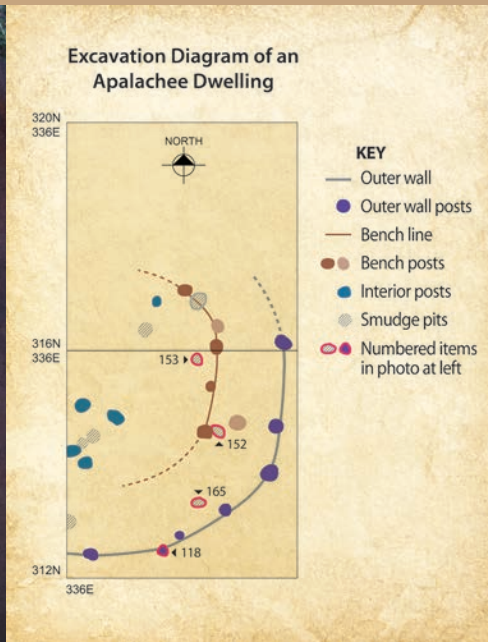 Excavation Diagram of an
Apalachee Dwelling
320N
336E
NORTH
KEY
Outer wall
Outer wall posts
Bench line
Bench posts
Interior posts
Smudge pits
Numbered items
in photo at left
316N
336E
153
152
165
118
312N
336E